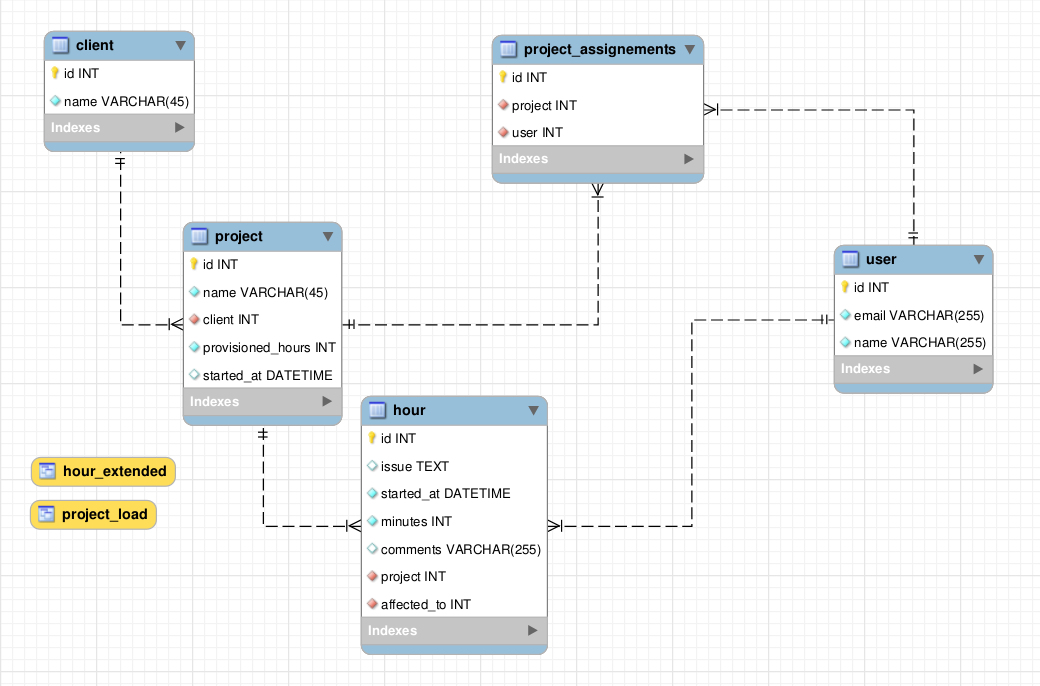 client
id INT
name VARCHAR(45)
Indexes
project_assignements
id INT
project INT
user INT
Indexes
project
id INT
name VARCHAR(45)
client INT
provisioned_hours INT
started_at DATETIME
Indexes
user
id INT
email VARCHAR(255)
name VARCHAR(255)
Indexes
hour
id INT
issue TEXT
started_at DATETIME
minutes INT
comments VARCHAR(255)
project INT
affected_to INT
Indexes
hour_extended
project_load